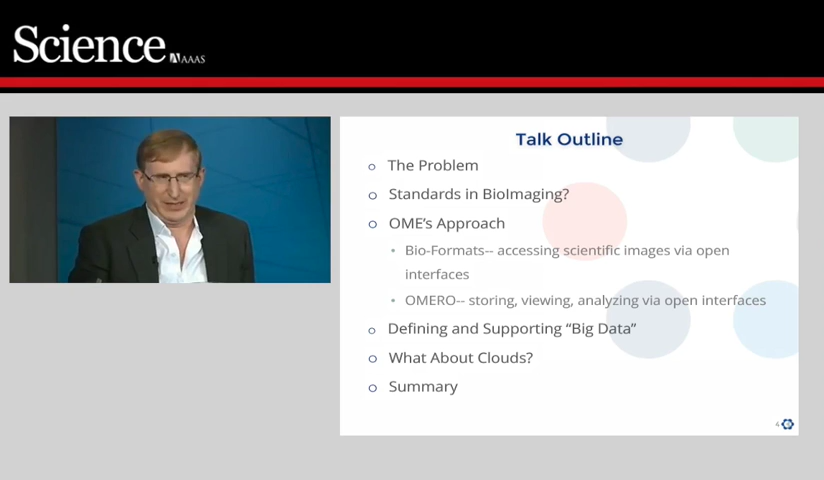 Science
AAAS
Talk Outline
The Problem
Standards in BioImaging?
OME's Approach
Bio-Formats-- accessing scientific images via open
interfaces
OMERO-- storing, viewing, analyzing via open interfaces
Defining and Supporting “Big Data”
What About Clouds?
Summary
4